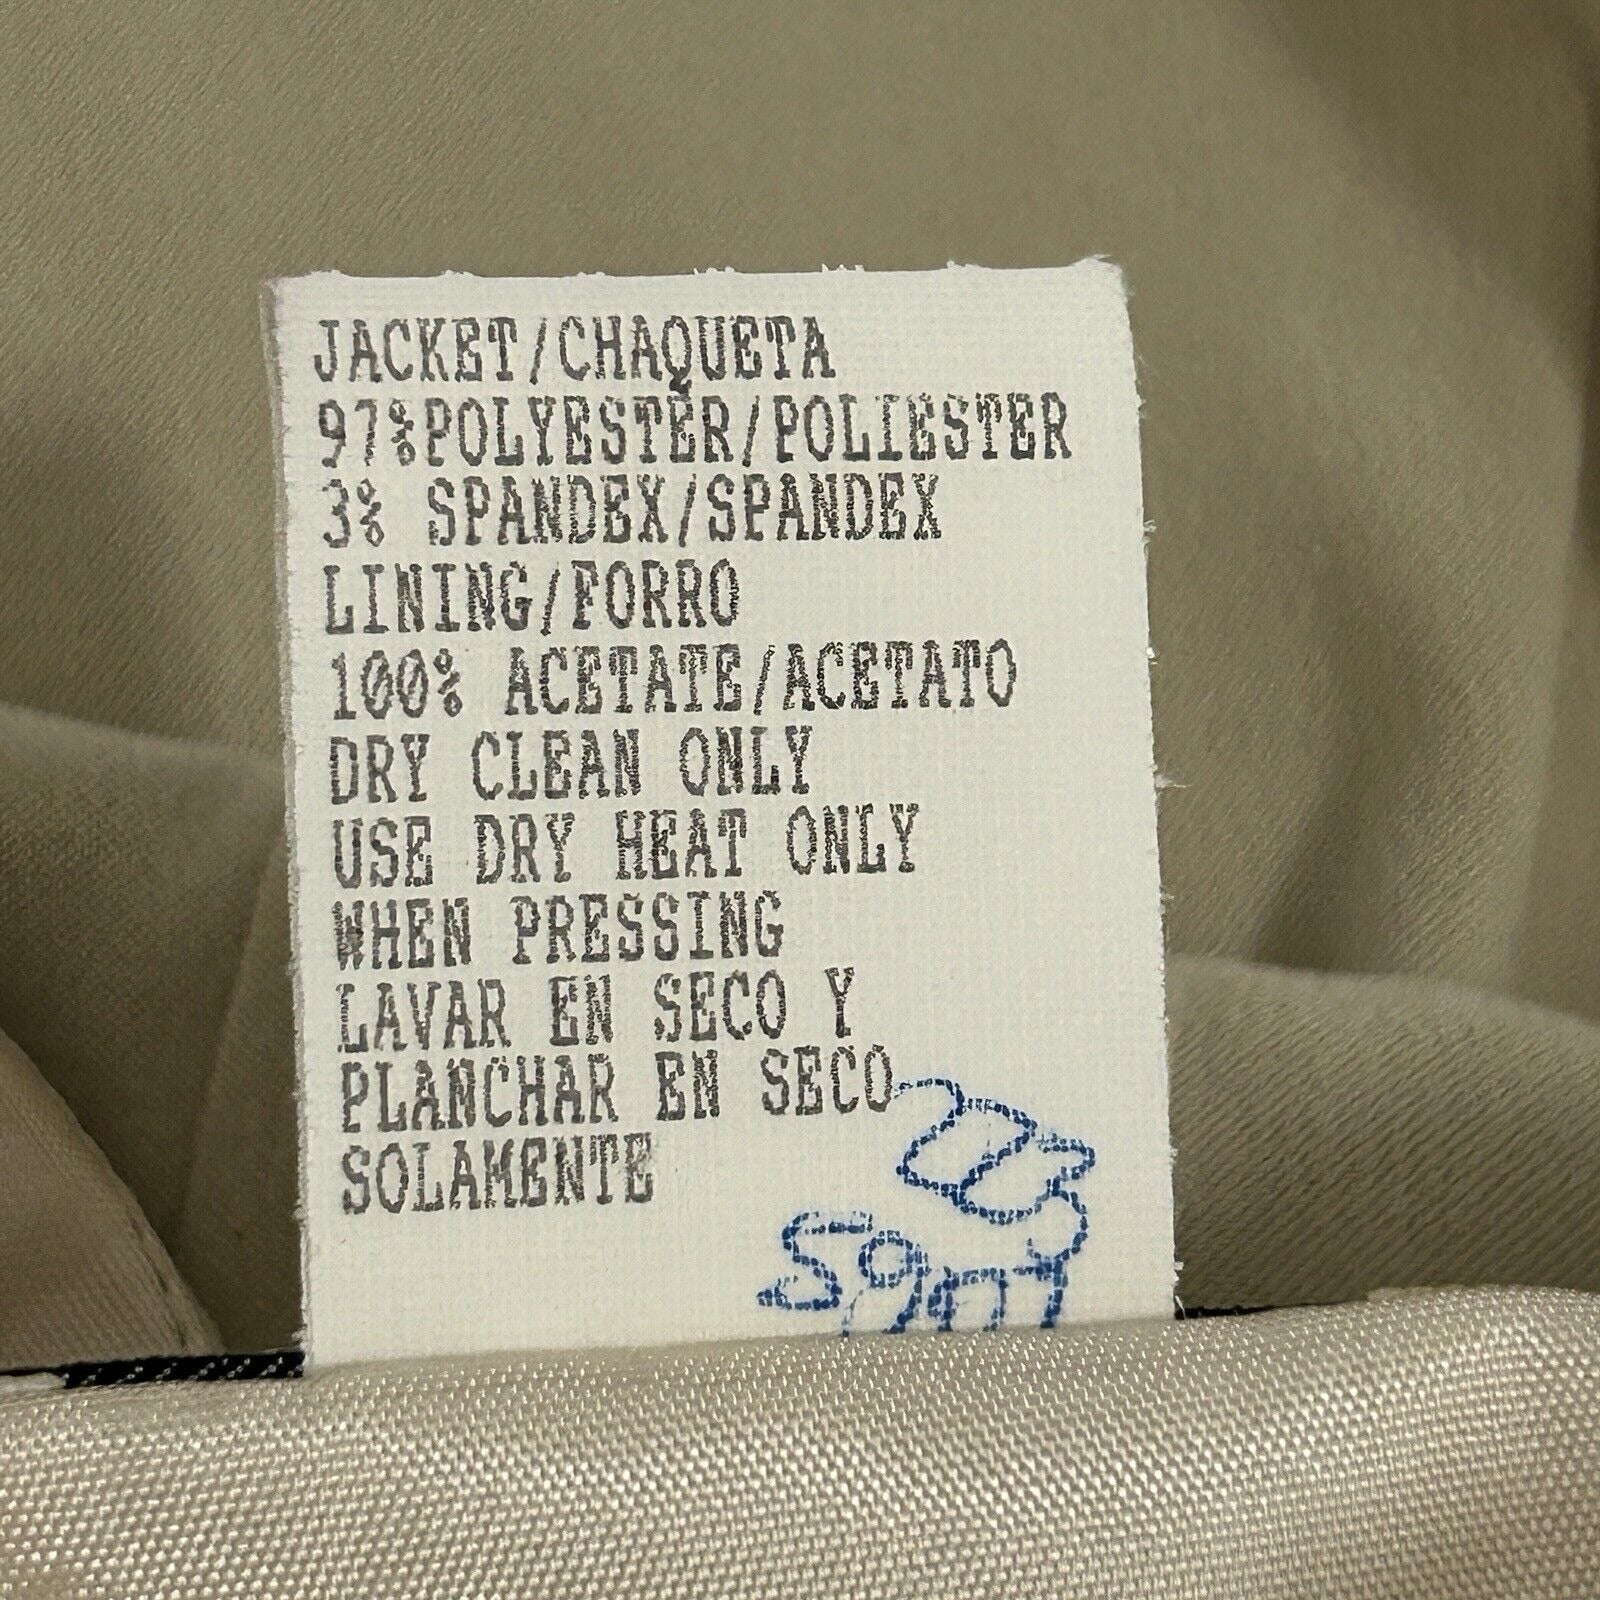 JACKET/CHAQUETA
97%POLYESTER/POLIESTER
3% SPANDEX/SPANDEX
LINING/FORRO
100% ACETATE/ACETATO
DRY CLEAN ONLY
USE DRY HEAT ONLY
WHEN PRESSING
LAVAR EN SECO Y
PLANCHAR EN SECO
SOLAMENTE